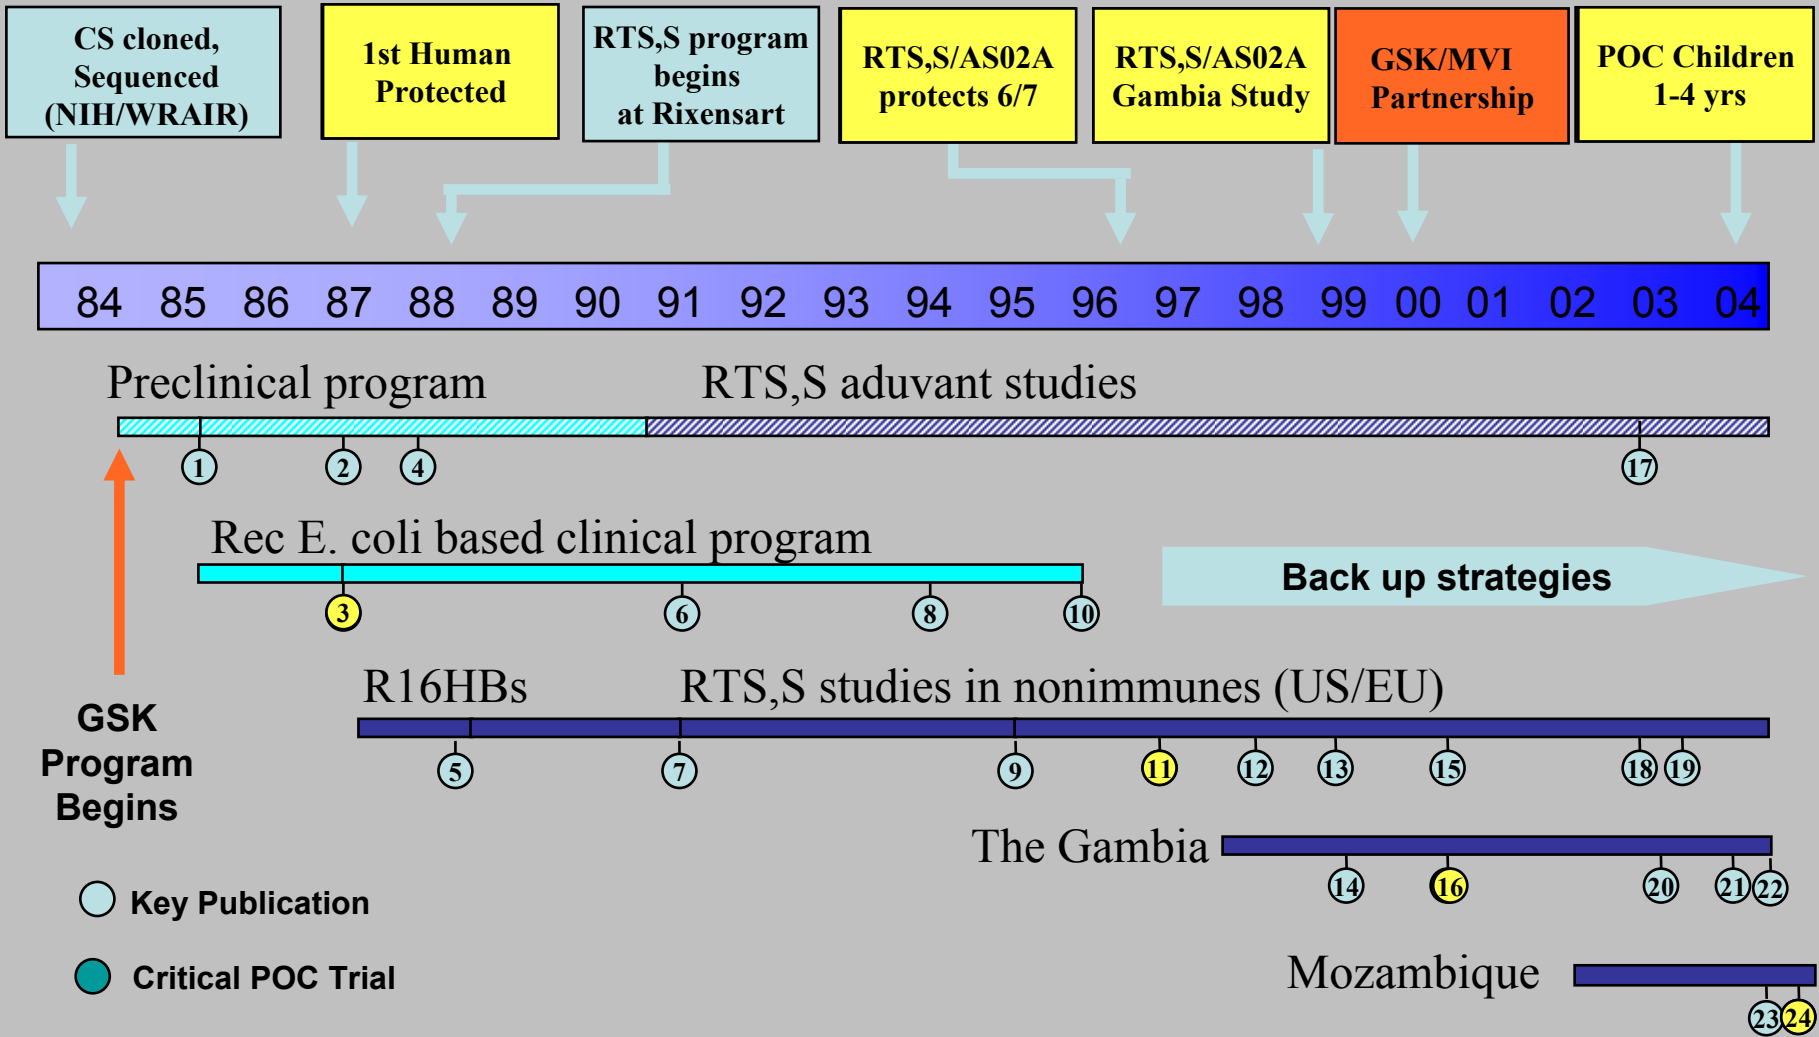 CS cloned,
Sequenced
(NIH/WRAIR)
1st Human
Protected
RTS,S program
begins
at Rixensart
RTS,S/AS02A
protects 6/7
RTS,S/AS02A
Gambia Study
GSK/MVI
Partnership
POC Children
1-4 yrs
84 85 86 87 88 89 90 91 92 93 94 95 96 97 98 99 00 01 02 03 04
Preclinical program
RTS,S aduvant studies
1 2 4 17
Rec E. coli based clinical program
3 6 8 10
Back up strategies
R16HBs
RTS,S studies in nonimmunes (US/EU)
5 7 9 11 12 13 15 18 19
GSK
Program
Begins
The Gambia
14 16 20 21 22
Key Publication
Critical POC Trial
Mozambique
23 24